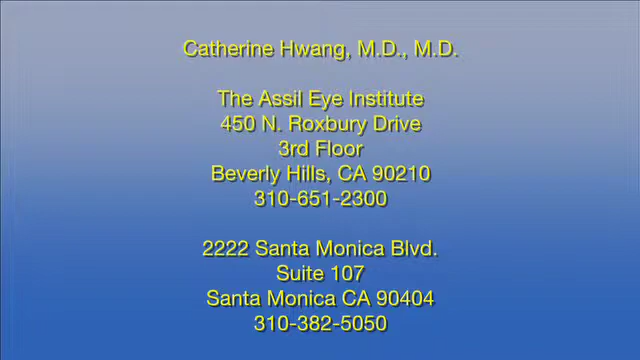 Catherine Hwang, M.D., M.D.
The Assil Eye Institute
450 N. Roxbury Drive
3rd Floor
Beverly Hills, CA 90210
310-651-2300
2222 Santa Monica Blvd.
Suite 107
Santa Monica CA 90404
310-382-5050